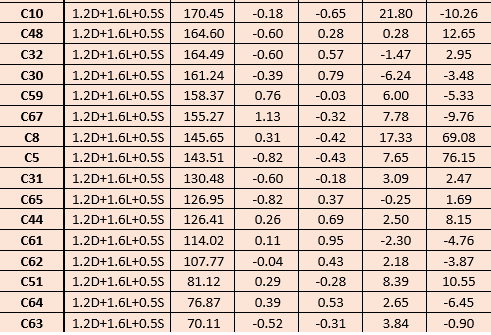 C10 1.2D+1.6L+0.5S 170.45 -0.18 -0.65 21.80 -10.26
C48 1.2D+1.6L+0.5S 164.60 -0.60 0.28 0.28 12.65
C32 1.2D+1.6L+0.5S 164.49 -0.60 0.57 -1.47 2.95
C30 1.2D+1.6L+0.5S 161.24 -0.39 0.79 -6.24 -3.48
C59 1.2D+1.6L+0.5S 158.37 0.76 -0.03 6.00 -5.33
C67 1.2D+1.6L+0.5S 155.27 1.13 -0.32 7.78 -9.76
C8 1.2D+1.6L+0.5S 145.65 0.31 -0.42 17.33 69.08
C5 1.2D+1.6L+0.5S 143.51 -0.82 -0.43 7.65 76.15
C31 1.2D+1.6L+0.5S 130.48 -0.60 -0.18 3.09 2.47
C65 1.2D+1.6L+0.5S 126.95 -0.82 0.37 -0.25 1.69
C44 1.2D+1.6L+0.5S 126.41 0.26 0.69 2.50 8.15
C61 1.2D+1.6L+0.5S 114.02 0.11 0.95 -2.30 -4.76
C62 1.2D+1.6L+0.5S 107.77 -0.04 0.43 2.18 -3.87
C51 1.2D+1.6L+0.5S 81.12 0.29 -0.28 8.39 10.55
C64 1.2D+1.6L+0.5S 76.87 0.39 0.53 2.65 -6.45
C63 1.2D+1.6L+0.5S 70.11 -0.52 -0.31 3.84 -0.90